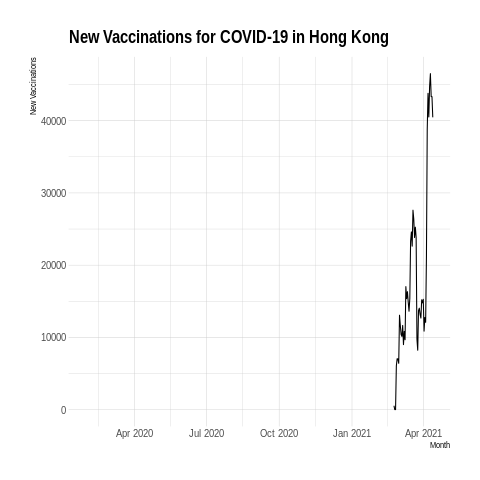 New Vaccinations for COVID-19 in Hong Kong
New Vaccinations
40000
30000
20000
10000
0
Apr 2020 Jul 2020 Oct 2020 Jan 2021 Apr 2021
Month